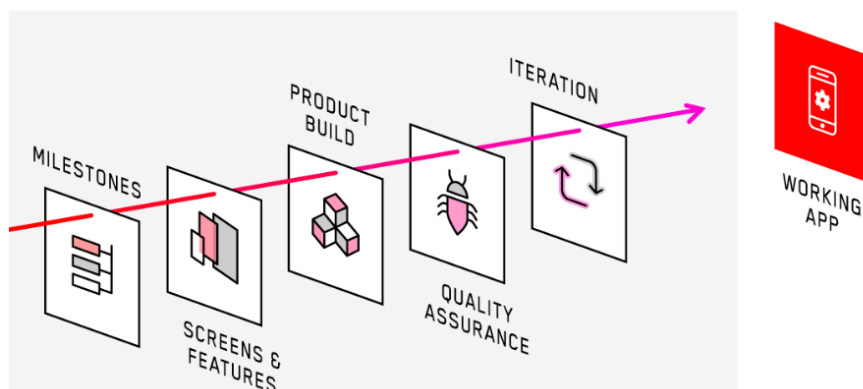 MILESTONES
SCREENS &
FEATURES
PRODUCT
BUILD
QUALITY
ASSURANCE
ITERATION
WORKING
APP